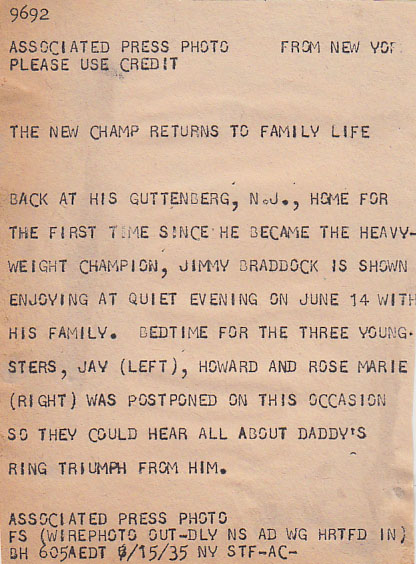 9692
ASSOCIATED PRESS PHOTO FROM NEW YOR
PLEASE USE CREDIT
THE NEW CHAMP RETURNS TO FAMILY LIFE
BACK AT HIS GUTTENBERG, N.J., HOME FOR
THE FIRST TIME SINCE HE BECAME THE HEAVY-
WEIGHT CHAMPION, JIMMY BRADDOCK IS SHOWN
ENJOYING AT QUIET EVENING ON JUNE 14 WITH
HIS FAMILY. BEDTIME FOR THE THREE YOUNG-
STERS, JAY (LEFT), HOWARD AND ROSE MARIE
(RIGHT) WAS POSTPONED ON THIS OCCASION
SO THEY COULD HEAR ALL ABOUT DADDY'S
RING TRIUMPH FROM HIM.
ASSOCIATED PRESS PHOTO
FS (WIREPHOTO OUT-DLY NS AD WG HRTFD IN)
BH 605AEDT 6/15/35 NY STF-AC-